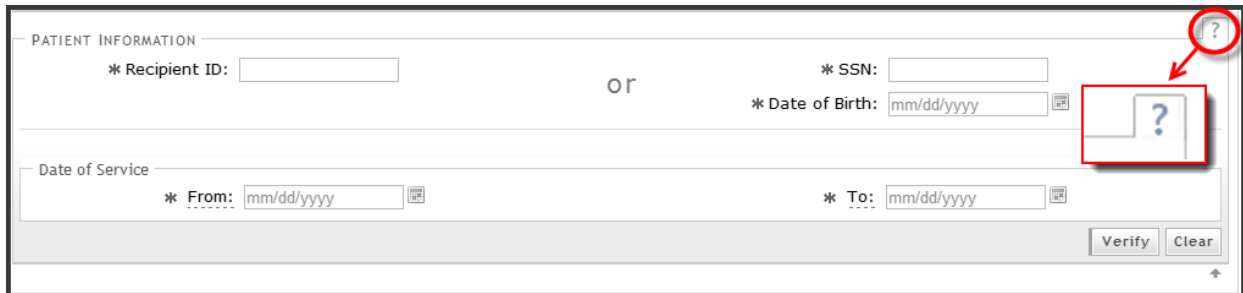 ?
PATIENT INFORMATION
* Recipient ID:
or
* SSN:
* Date of Birth: mm/dd/yyyy
?
Date of Service
* From: mm/dd/yyyy
* To: mm/dd/yyyy
Verify Clear